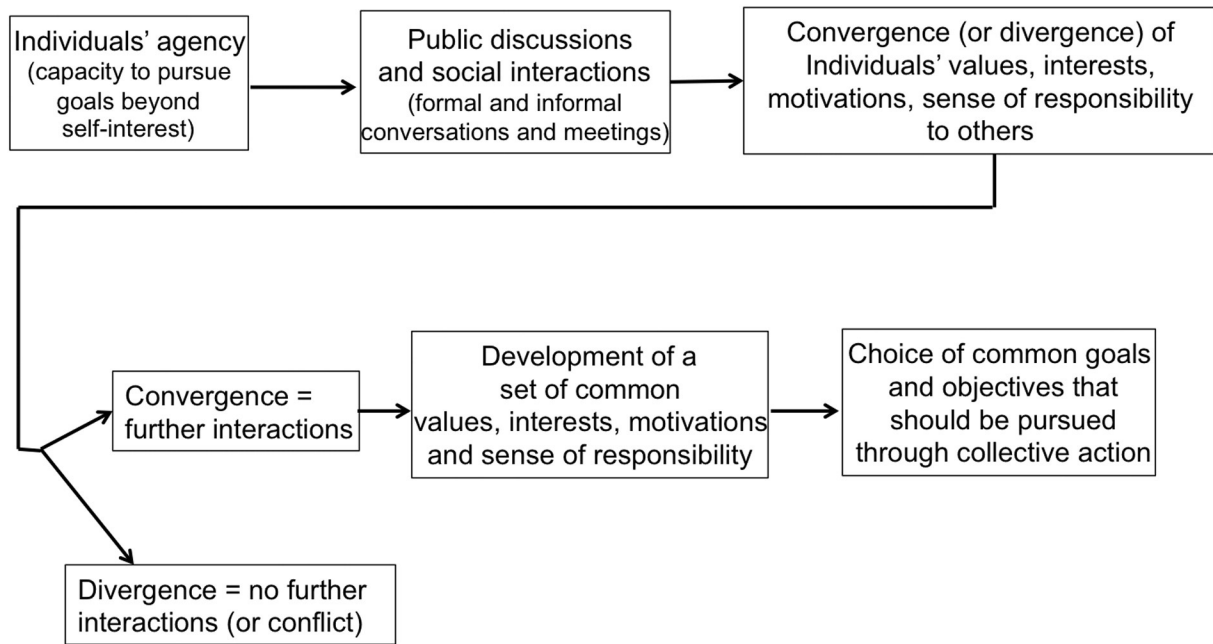 Individuals’ agency
(capacity to pursue
goals beyond
self-interest)
Public discussions
and social interactions
(formal and informal
conversations and meetings)
Convergence (or divergence) of
Individuals’ values, interests,
motivations, sense of responsibility
to others
Convergence =
further interactions
Development of a
set of common
values, interests, motivations
and sense of responsibility
Choice of common goals
and objectives that
should be pursued
through collective action
Divergence = no further
interactions (or conflict)